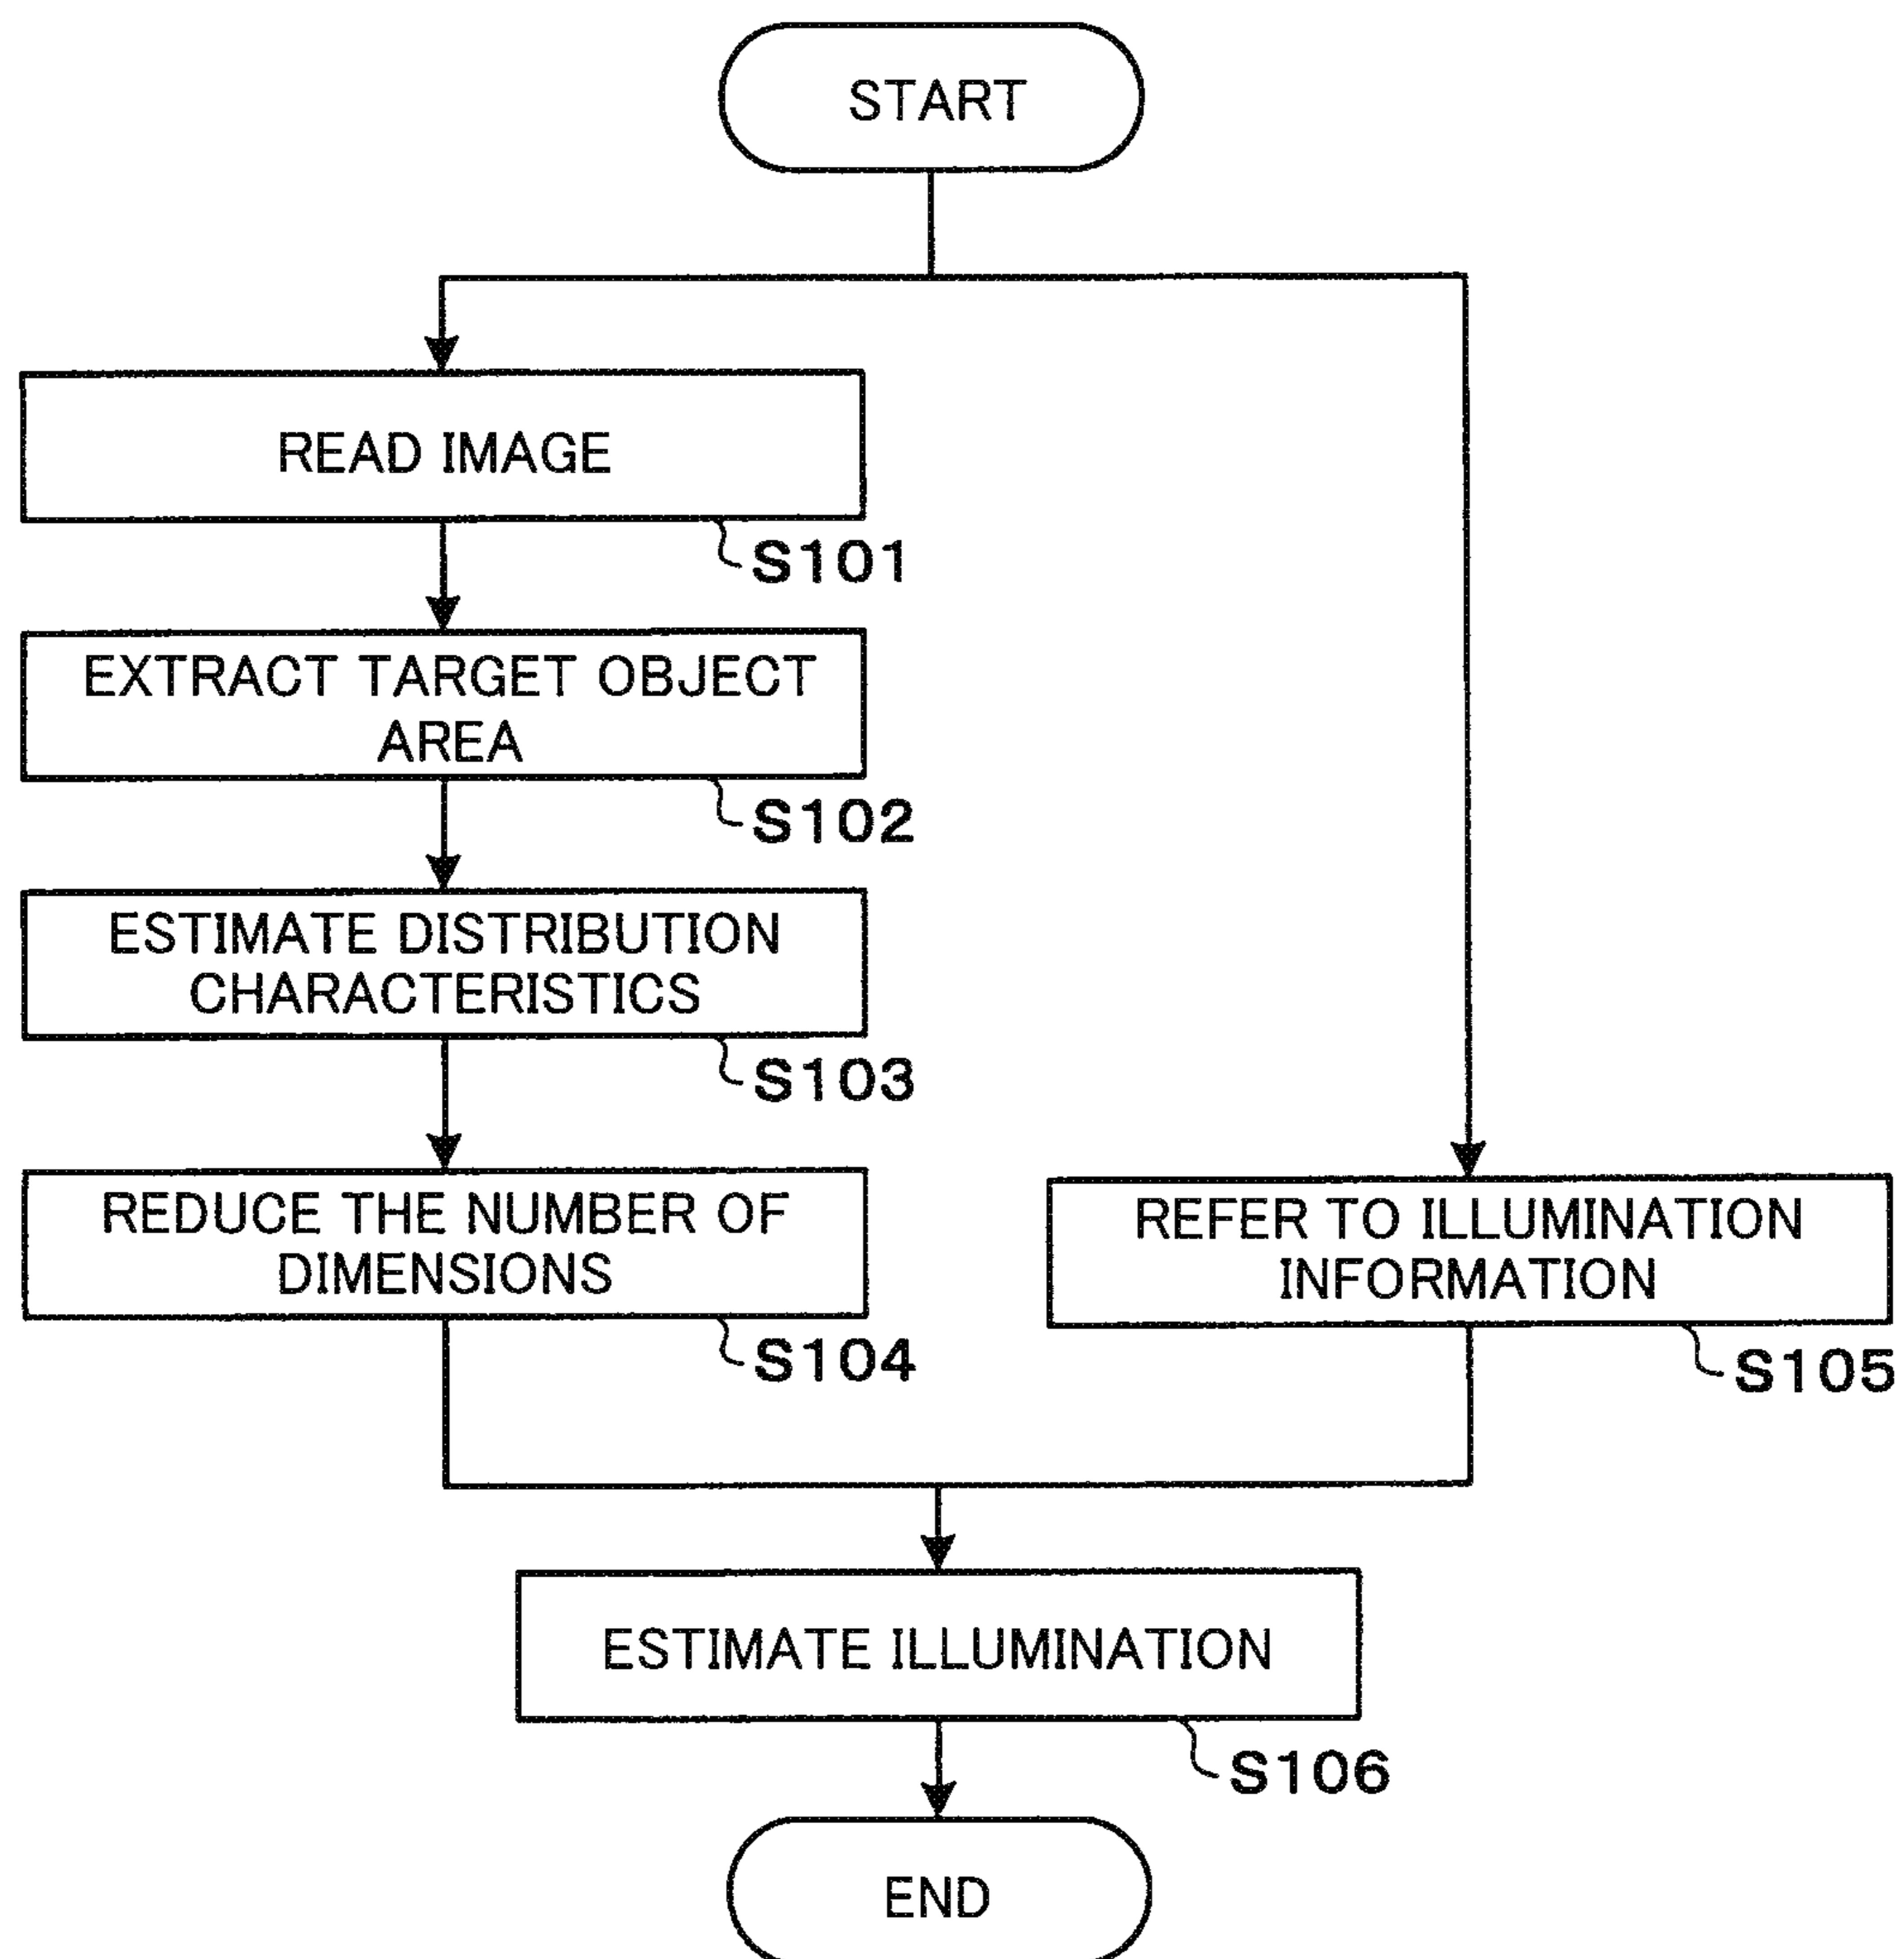 START
READ IMAGE
S101
EXTRACT TARGET OBJECT
AREA
S102
ESTIMATE DISTRIBUTION
CHARACTERISTICS
S103
REDUCE THE NUMBER OF
DIMENSIONS
S104
REFER TO ILLUMINATION
INFORMATION
S105
ESTIMATE ILLUMINATION
S106
END